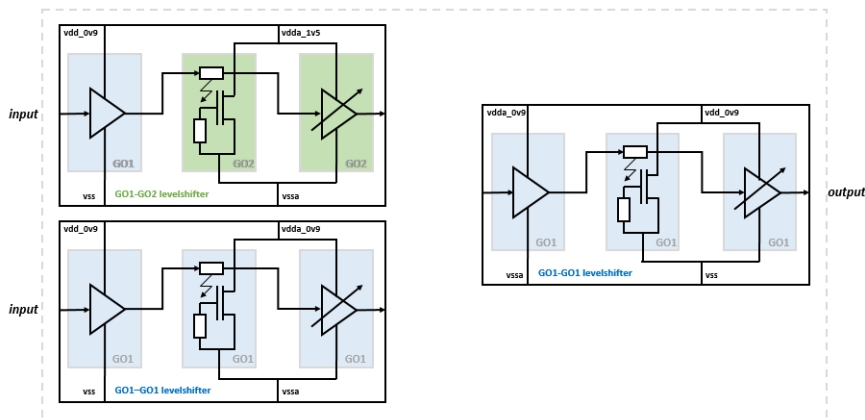 vdd_0v9
vdda_1v5
input
GO1
GO2
GO2
vss
GO1-GO2 levelshifter
vssa
vdd_0v9
vdda_0v9
input
GO1
GO1
GO1
vss
GO1–GO1 levelshifter
vssa
vdda_0v9
vdd_0v9
output
GO1
GO1
GO1
vssa
GO1-GO1 levelshifter
vss